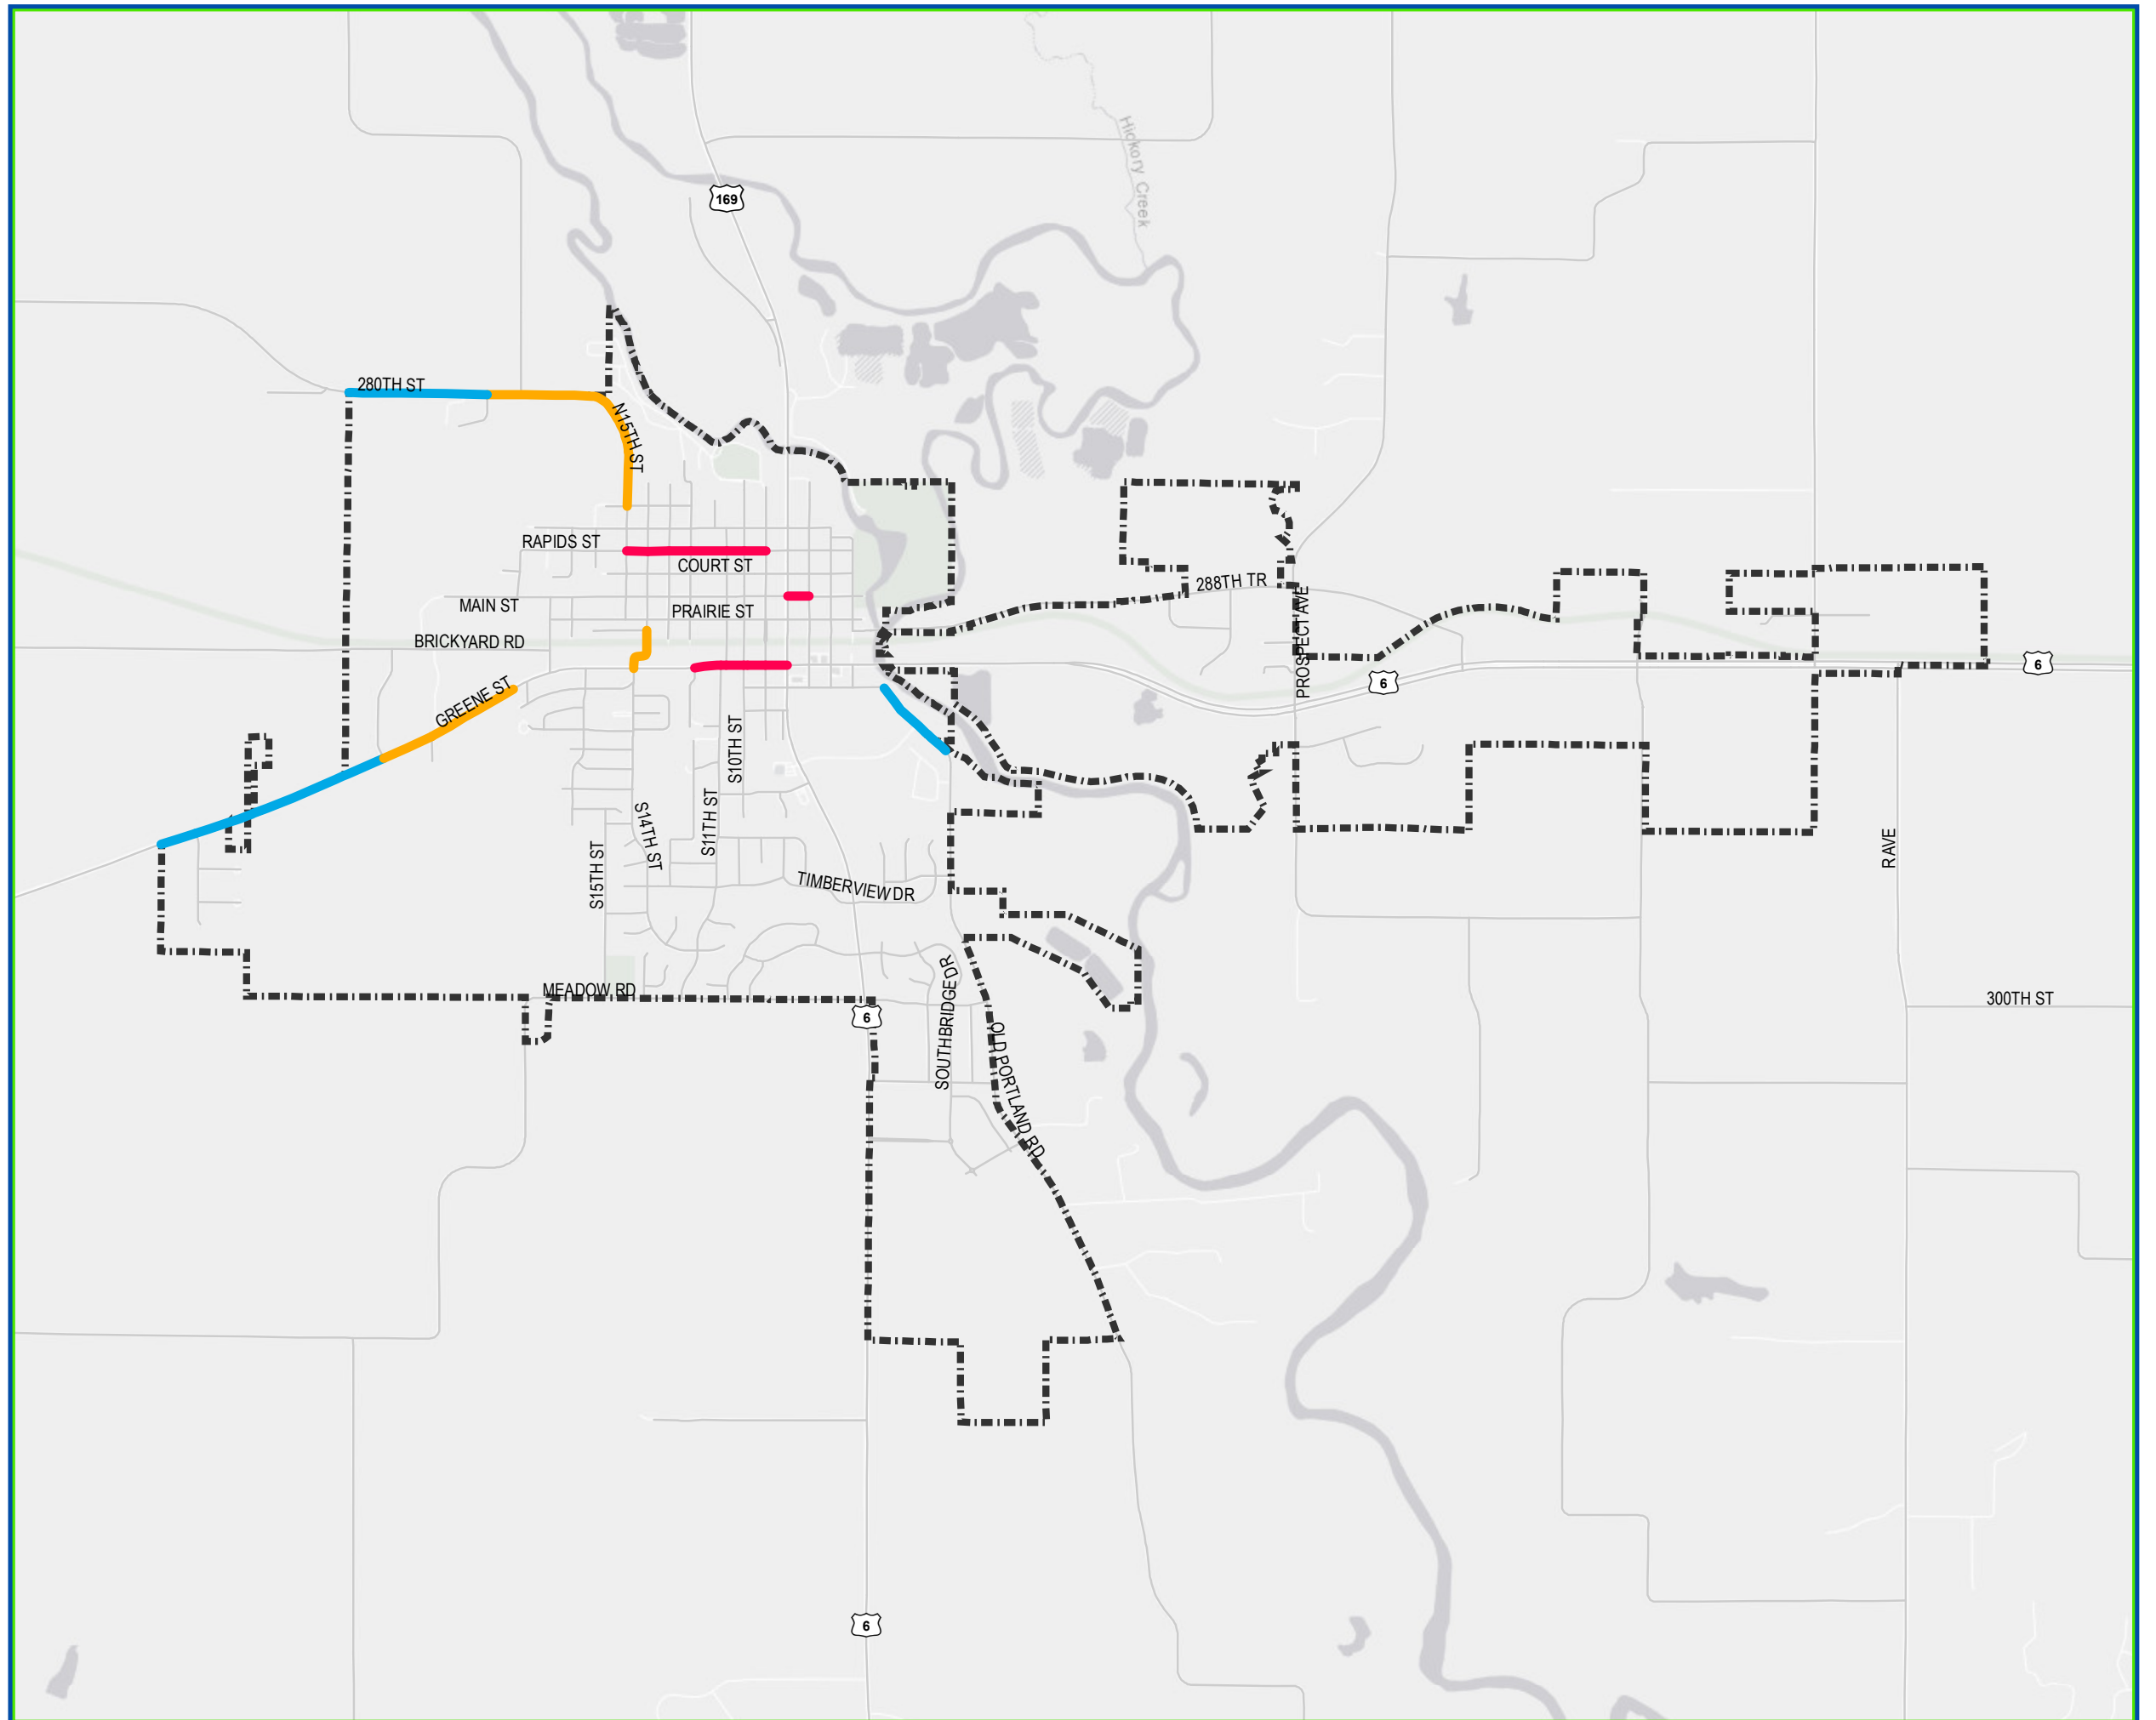 Hickory Creek
169
280TH ST
N15TH ST
RAPIDS ST
COURT ST
288TH TR
MAIN ST
PRAIRIE ST
BRICKYARD RD
PROSPECT AVE
6
6
GREENE ST
S10TH ST
S11TH ST
S14TH ST
S15TH ST
R AVE
TIMBERVIEW DR
MEADOW RD
300TH ST
6
SOUTHBRIDGE DR
OLD PORTLAND RD
6